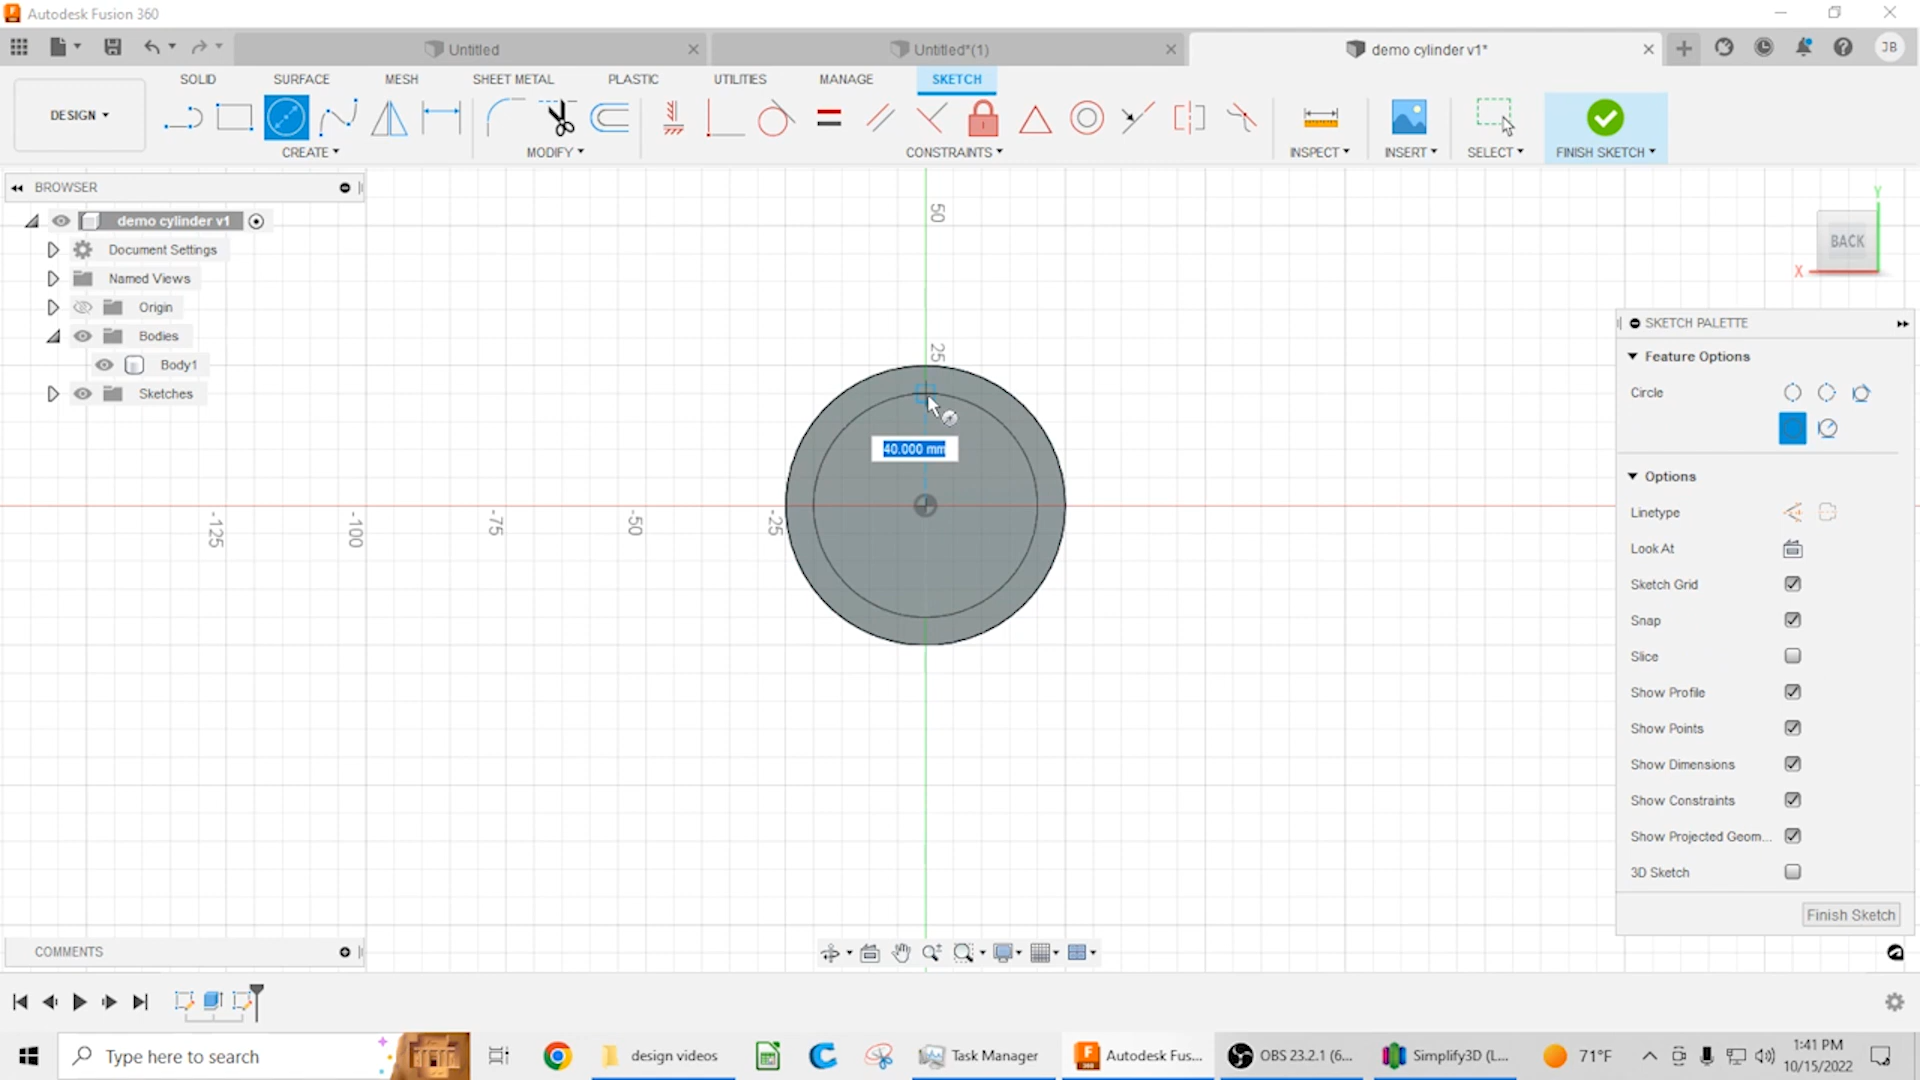 Autodesk Fusion 360
Untitled
Untitled*(1)
demo cylinder v1*
JB
DESIGN
SOLID
SURFACE
MESH
SHEET METAL
PLASTIC
UTILITIES
MANAGE
SKETCH
CREATE
MODIFY
CONSTRAINTS
INSPECT
INSERT
SELECT
FINISH SKETCH
BROWSER
demo cylinder v1
Document Settings
Named Views
Origin
Bodies
Body1
Sketches
50
25
40.000 mm
-125
-100
-75
-50
-25
Y
BACK
X
SKETCH PALETTE
Feature Options
Circle
Options
Linetype
Look At
Sketch Grid
Snap
Slice
Show Profile
Show Points
Show Dimensions
Show Constraints
Show Projected Geom...
3D Sketch
Finish Sketch
COMMENTS
Type here to search
design videos
Task Manager
Autodesk Fus...
OBS 23.2.1 (6...
Simplify3D (L...
71°F
1:41 PM
10/15/2022